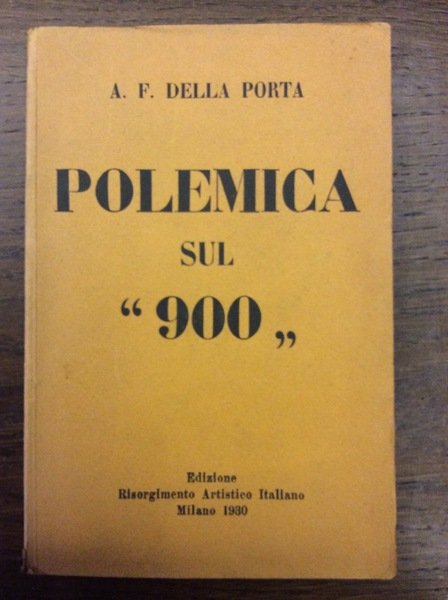 A. F. DELLA PORTA
POLEMICA
SUL
“ 900 „
Edizione
Risorgimento Artistico Italiano
Milano 1930